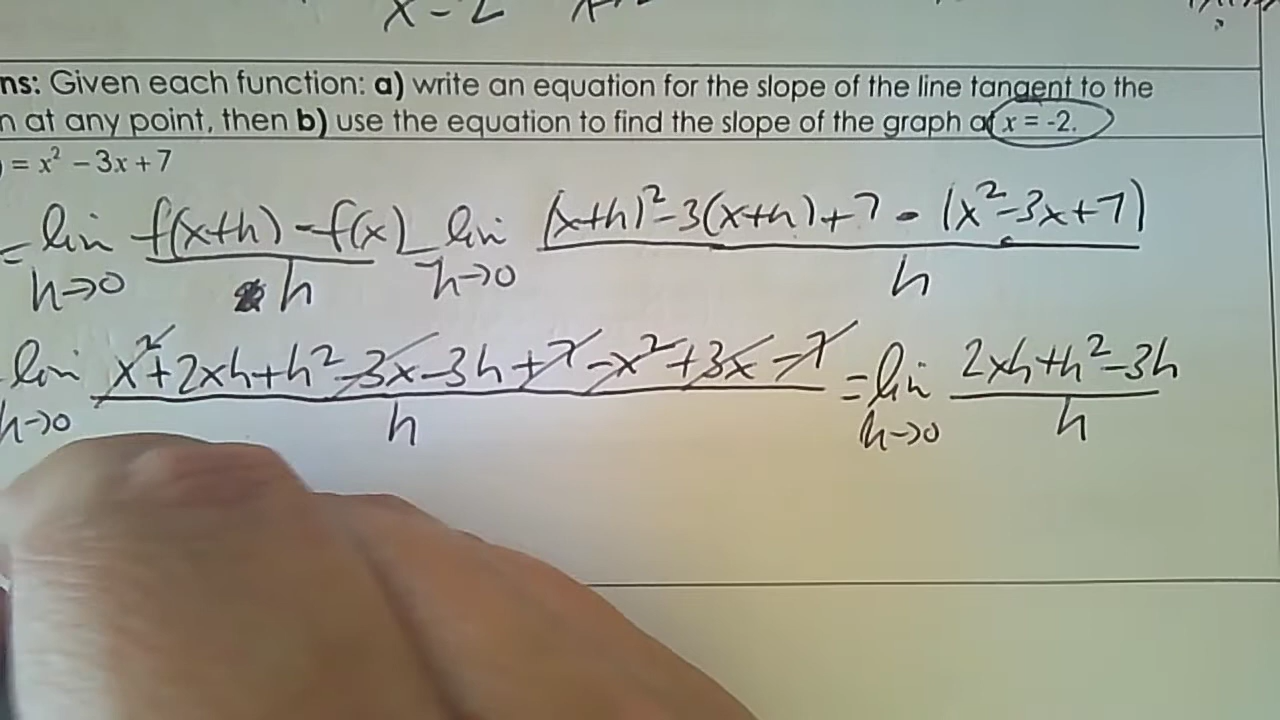 x - 2
ns: Given each function: a) write an equation for the slope of the line tangent to the
n at any point, then b) use the equation to find the slope of the graph at x = -2.
) = x² - 3x + 7
= lim h→0 f(x+h) - f(x) / h = lim h→0 (x+h)² - 3(x+h) + 7 - (x² - 3x + 7) / h
lim h→0 x² + 2xh + h² - 3x - 3h + 7 - x² + 3x - 7 / h = lim h→0 2xh + h² - 3h / h